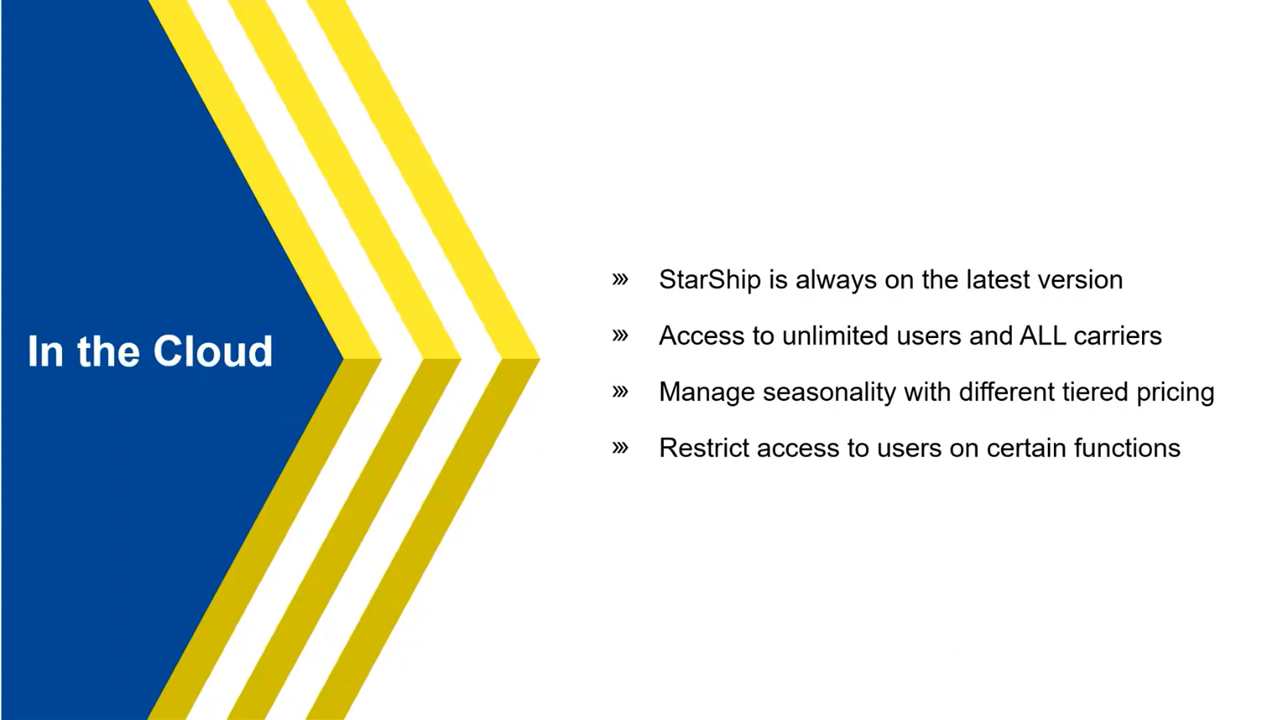 In the Cloud
StarShip is always on the latest version
Access to unlimited users and ALL carriers
Manage seasonality with different tiered pricing
Restrict access to users on certain functions